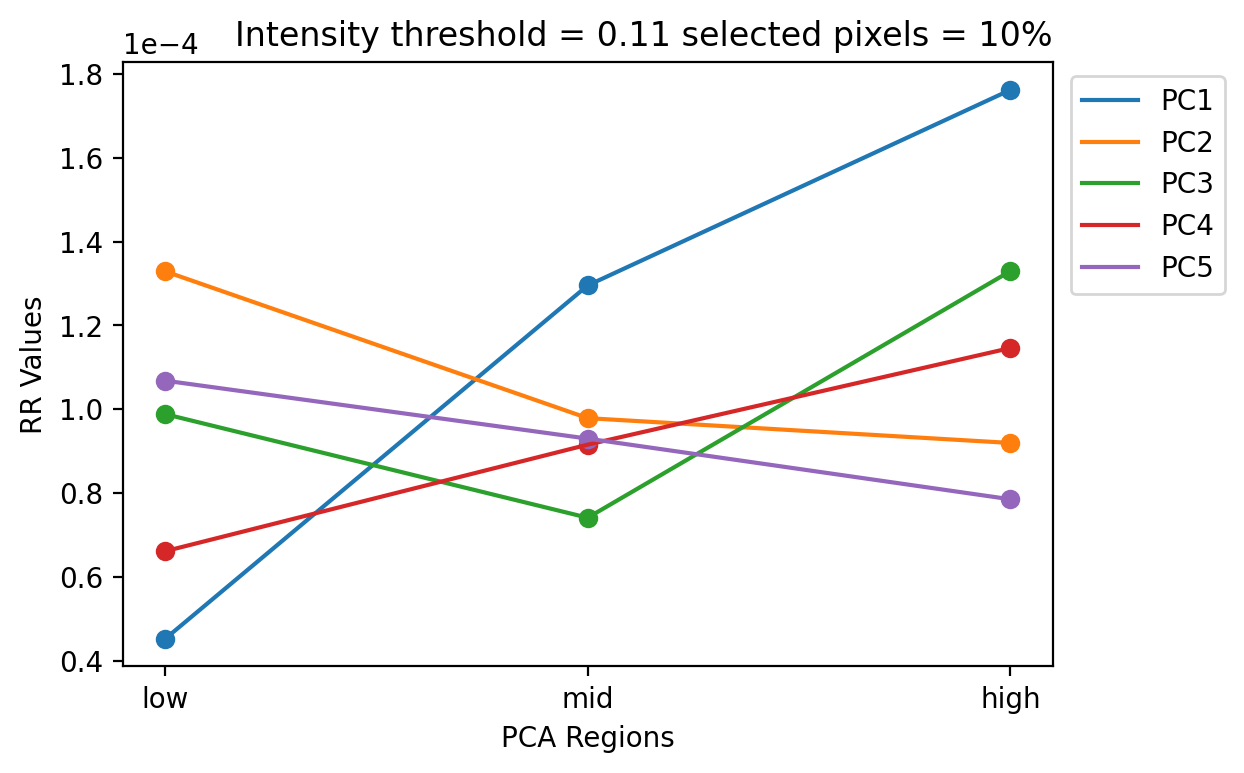 Intensity threshold = 0.11 selected pixels = 10%
1e−4
1.8
1.6
1.4
1.2
1.0
0.8
0.6
0.4
RR Values
low mid high
PCA Regions
PC1
PC2
PC3
PC4
PC5